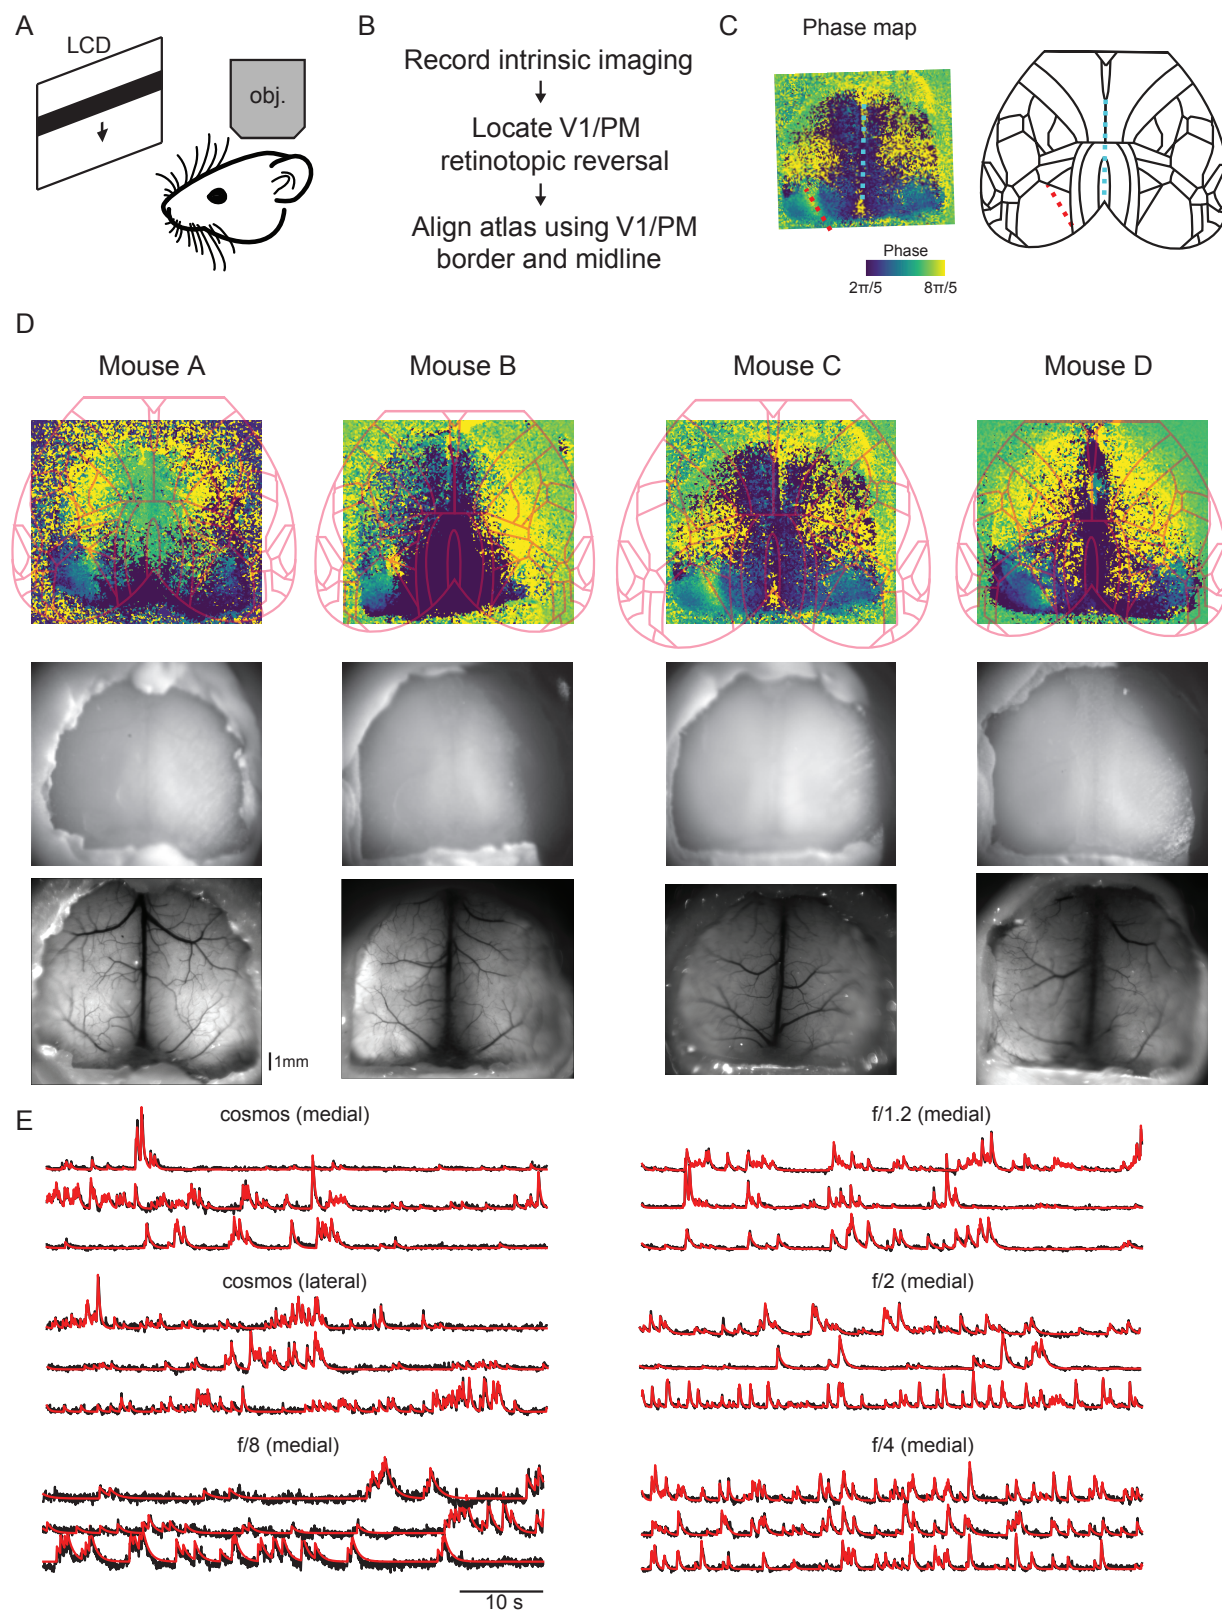 A
LCD
obj.
B
Record intrinsic imaging
Locate V1/PM
retinotopic reversal
Align atlas using V1/PM
border and midline
C
Phase map
Phase
2π/5
8π/5
D
Mouse A
Mouse B
Mouse C
Mouse D
1mm
E
cosmos (medial)
f/1.2 (medial)
cosmos (lateral)
f/2 (medial)
f/8 (medial)
f/4 (medial)
10 s